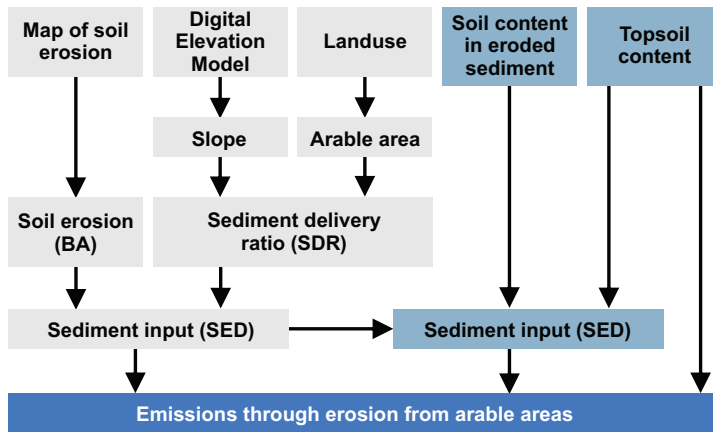 Map of soil
erosion
Digital
Elevation
Model
Landuse
Soil content
in eroded
sediment
Topsoil
content
Slope
Arable area
Soil erosion
(BA)
Sediment delivery
ratio (SDR)
Sediment input (SED)
Sediment input (SED)
Emissions through erosion from arable areas